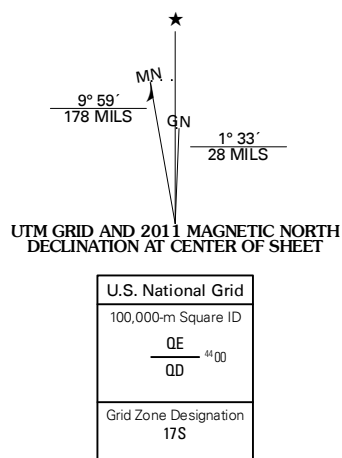 ★
MN
GN
9° 59´
178 MILS
1° 33´
28 MILS
UTM GRID AND 2011 MAGNETIC NORTH
DECLINATION AT CENTER OF SHEET
U.S. National Grid
100,000-m Square ID
QE
⁴⁴00
QD
Grid Zone Designation
17S